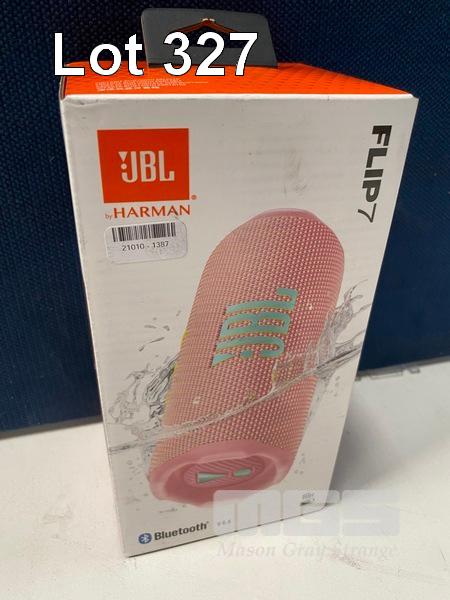 Lot 327
JBL
by HARMAN®
21010 - 1387
FLIP7
JBL
Bluetooth®
MGS
Mason Gray Strange